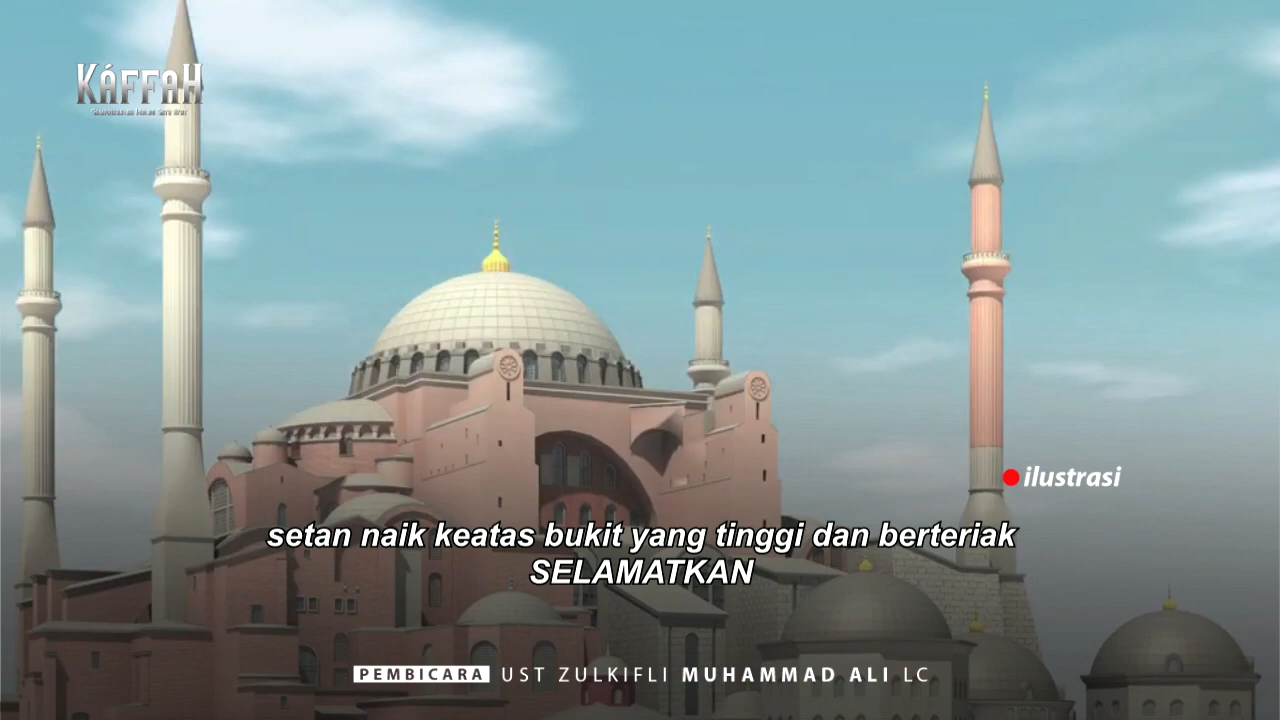 KÁFFAH
ilustrasi
setan naik keatas bukit yang tinggi dan berteriak
SELAMATKAN
PEMBICARA UST ZULKIFLI MUHAMMAD ALI LC